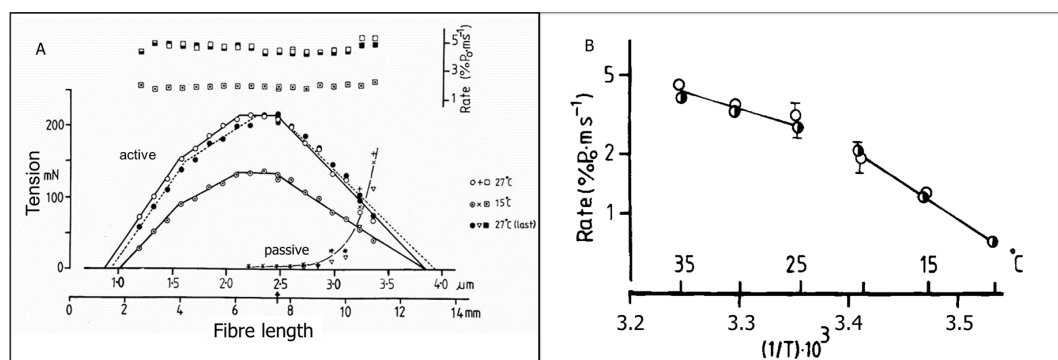 A
5
3
1
Rate (%P₀·ms⁻¹)
200
100
0
Tension
mN
active
passive
○ + □ 27°C
⊙ × ⊡ 15°C
● ▽ ■ 27°C (last)
1·0 1·5 2·0 2·5 3·0 3·5 4·0 µm
0 2 4 6 8 10 12 14 mm
Fibre length
B
5
2
1
Rate (%P₀·ms⁻¹)
35 25 15 °C
3.2 3.3 3.4 3.5
(1/T)·10³